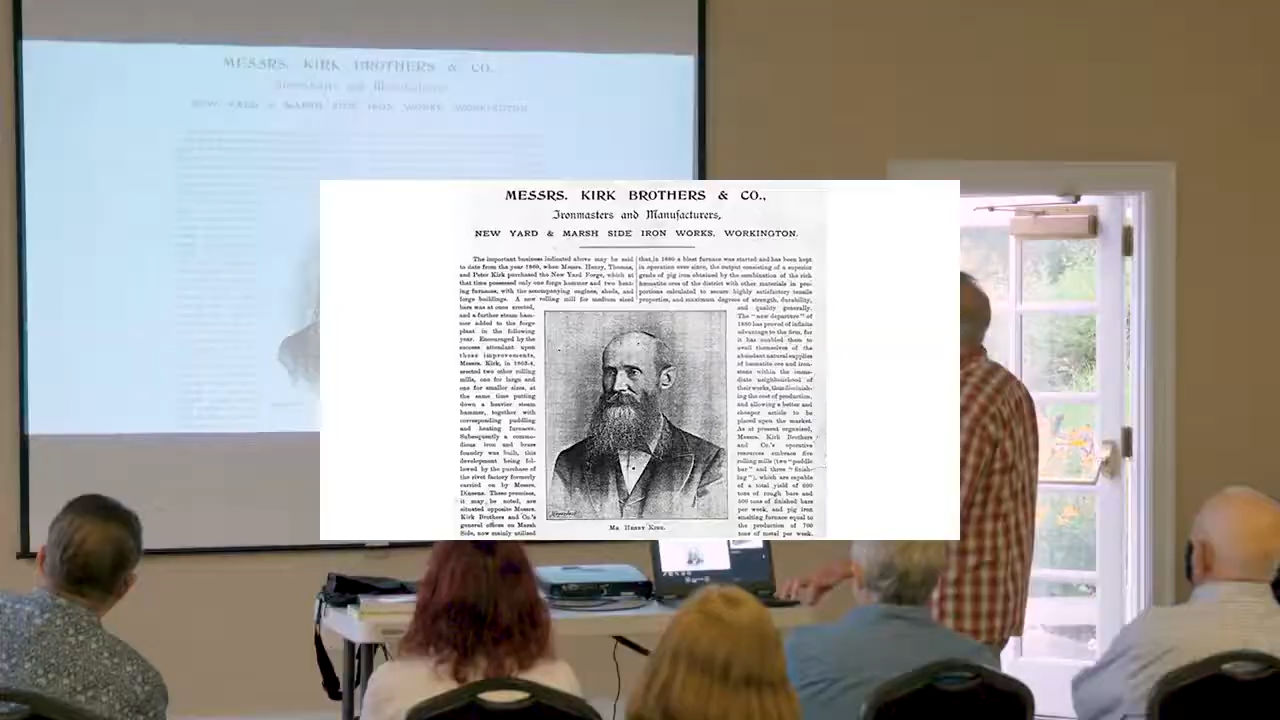 MESSRS. KIRK BROTHERS & CO.
NEW YARD & MARSH SIDE IRON WORKS, WORKINGTON
MESSRS. KIRK BROTHERS & CO.,
Ironmasters and Manufacturers,
NEW YARD & MARSH SIDE IRON WORKS, WORKINGTON.
The important business indicated above may be said
to date from the year 1860, when Messrs. Henry, Thomas,
and Peter Kirk purchased the New Yard Forge, which at
that time possessed only one forge hammer and two heat-
ing furnaces, with the accompanying engines, sheds, and
forge buildings. A new rolling mill for medium sized
bars was at once erected,
and a further steam ham-
mer added to the forge
plant in the following
year. Encouraged by the
success attendant upon
these improvements,
Messrs. Kirk, in 1863-4,
erected two other rolling
mills, one for large and
one for smaller sizes, at
the same time putting
down a heavier steam
hammer, together with
corresponding puddling
and heating furnaces.
Subsequently a commo-
dious iron and brass
foundry was built, this
development being fol-
lowed by the purchase of
the rivet factory formerly
carried on by Messrs.
These premises,
it may be noted, are
situated opposite Messrs.
Kirk Brothers and Co.'s
general offices on Marsh
Side, now mainly utilised
that, in 1880 a blast furnace was started and has been kept
in operation ever since, the output consisting of a superior
grade of pig iron obtained by the combination of the rich
hematite ores of the district with other materials in pro-
portions calculated to secure highly satisfactory tensile
properties, and maximum degrees of strength, durability,
and quality generally.
The "new departure" of
1880 has proved of infinite
advantage to the firm, for
it has enabled them to
avail themselves of the
abundant natural supplies
of hæmatite ore and iron-
stone within the imme-
diate neighbourhood of
their works, thus diminish-
ing the cost of production,
and allowing a better and
cheaper article to be
placed upon the market.
As at present organised,
Messrs. Kirk Brothers
and Co.'s operative
resources embrace five
rolling mills (two "puddle
bar" and three "finish-
ing"), which are capable
of a total yield of 600
tons of rough bars and
500 tons of finished bars
per week, and pig iron
smelting furnace equal to
the production of 700
tons of metal per week.
Mr. Henry Kirk.